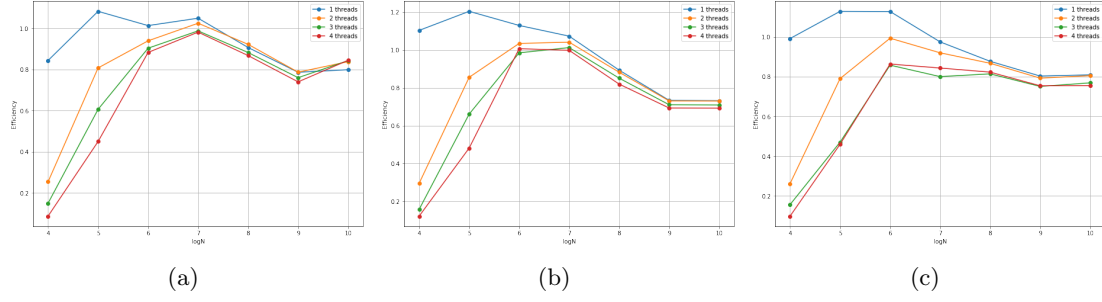 1 threads
2 threads
3 threads
4 threads
1.0
0.8
0.6
0.4
0.2
Efficiency
4 5 6 7 8 9 10
logN
(a)
1 threads
2 threads
3 threads
4 threads
1.2
1.0
0.8
0.6
0.4
0.2
Efficiency
4 5 6 7 8 9 10
logN
(b)
1 threads
2 threads
3 threads
4 threads
1.0
0.8
0.6
0.4
0.2
Efficiency
4 5 6 7 8 9 10
logN
(c)